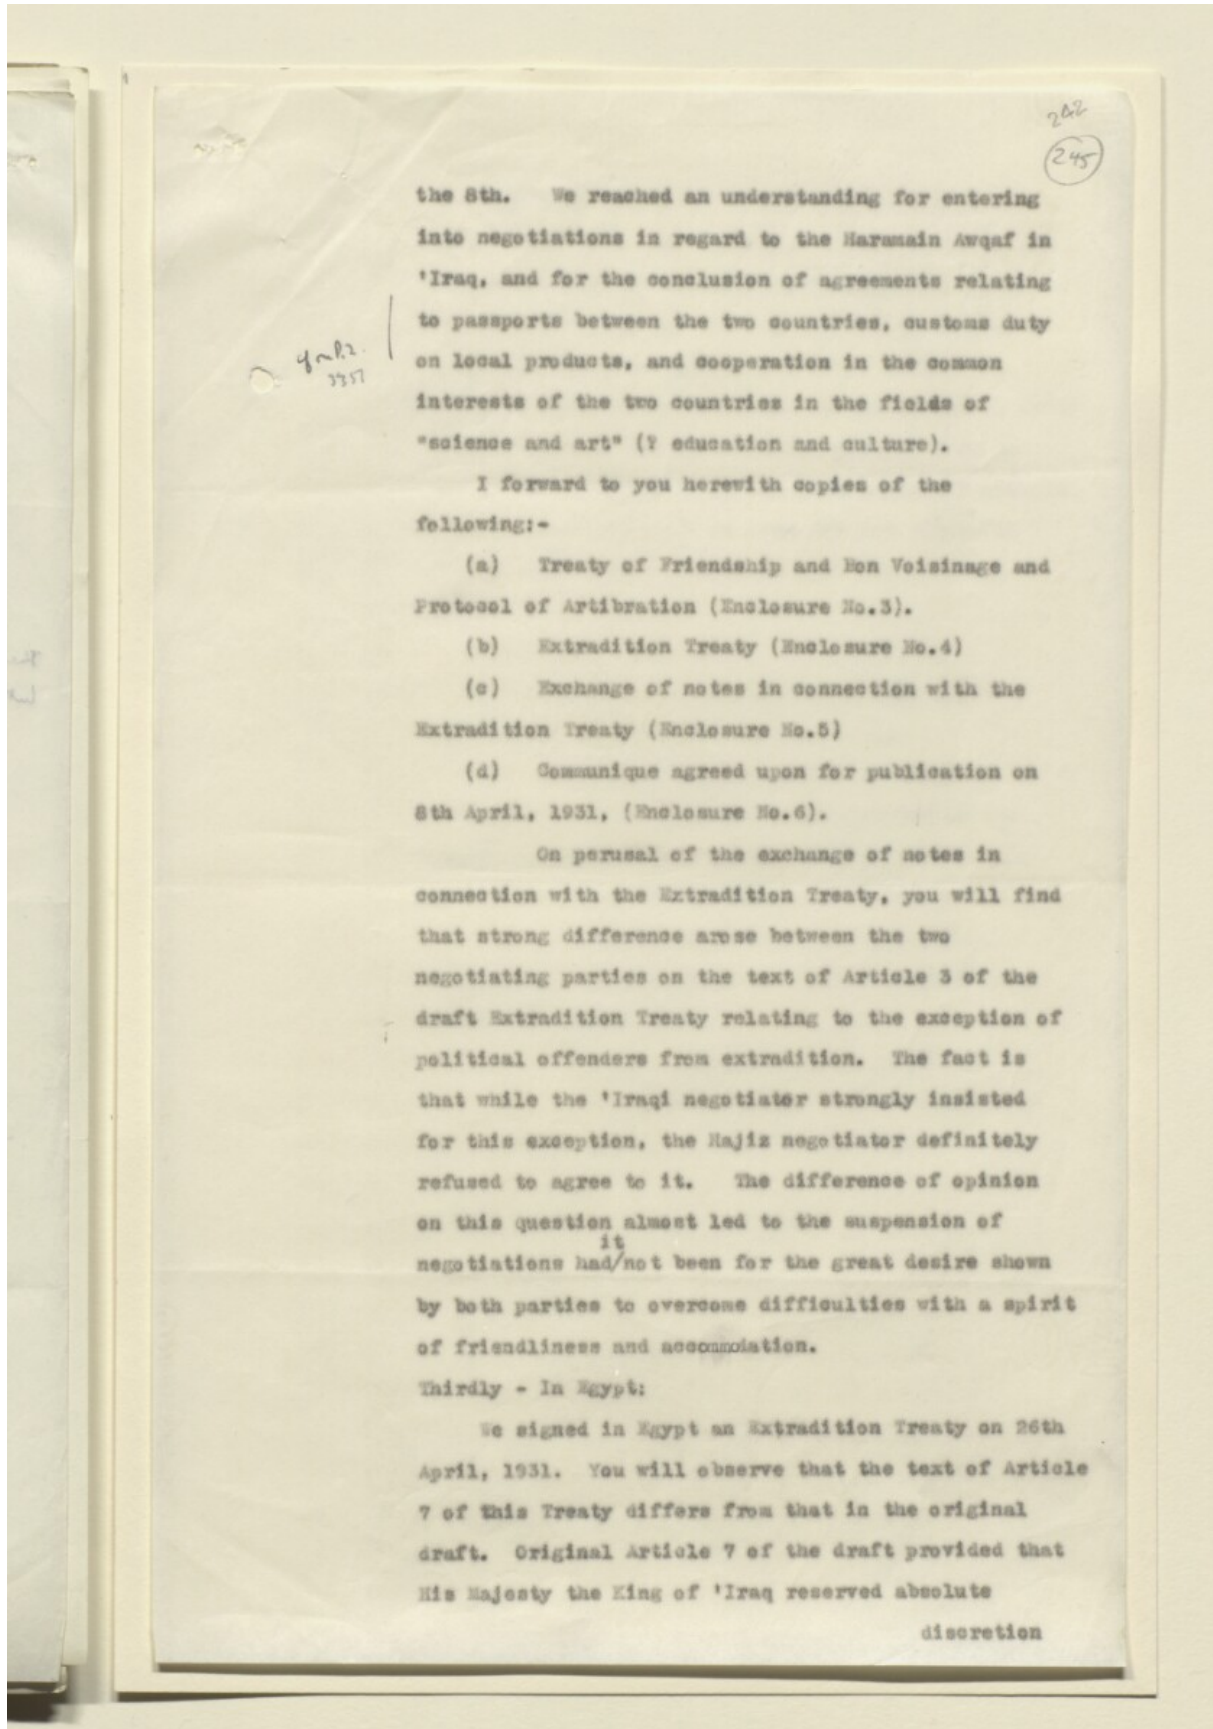 242
245
the 8th. We reached an understanding for entering
into negotiations in regard to the Haramain Awqaf in
'Iraq, and for the conclusion of agreements relating
to passports between the two countries, customs duty
on local products, and cooperation in the common
interests of the two countries in the fields of
"science and art" (? education and culture).
I forward to you herewith copies of the
following:-
(a) Treaty of Friendship and Bon Voisinage and
Protocol of Artibration (Enclosure No.3).
(b) Extradition Treaty (Enclosure No.4)
(c) Exchange of notes in connection with the
Extradition Treaty (Enclosure No.5)
(d) Communique agreed upon for publication on
8th April, 1931, (Enclosure No.6).
On perusal of the exchange of notes in
connection with the Extradition Treaty, you will find
that strong difference arose between the two
negotiating parties on the text of Article 3 of the
draft Extradition Treaty relating to the exception of
political offenders from extradition. The fact is
that while the 'Iraqi negotiator strongly insisted
for this exception, the Hajiz negotiator definitely
refused to agree to it. The difference of opinion
on this question almost led to the suspension of
it
negotiations had/not been for the great desire shown
by both parties to overcome difficulties with a spirit
of friendliness and accommodation.
Thirdly - In Egypt:
We signed in Egypt an Extradition Treaty on 26th
April, 1931. You will observe that the text of Article
7 of this Treaty differs from that in the original
draft. Original Article 7 of the draft provided that
His Majesty the King of 'Iraq reserved absolute
discretion